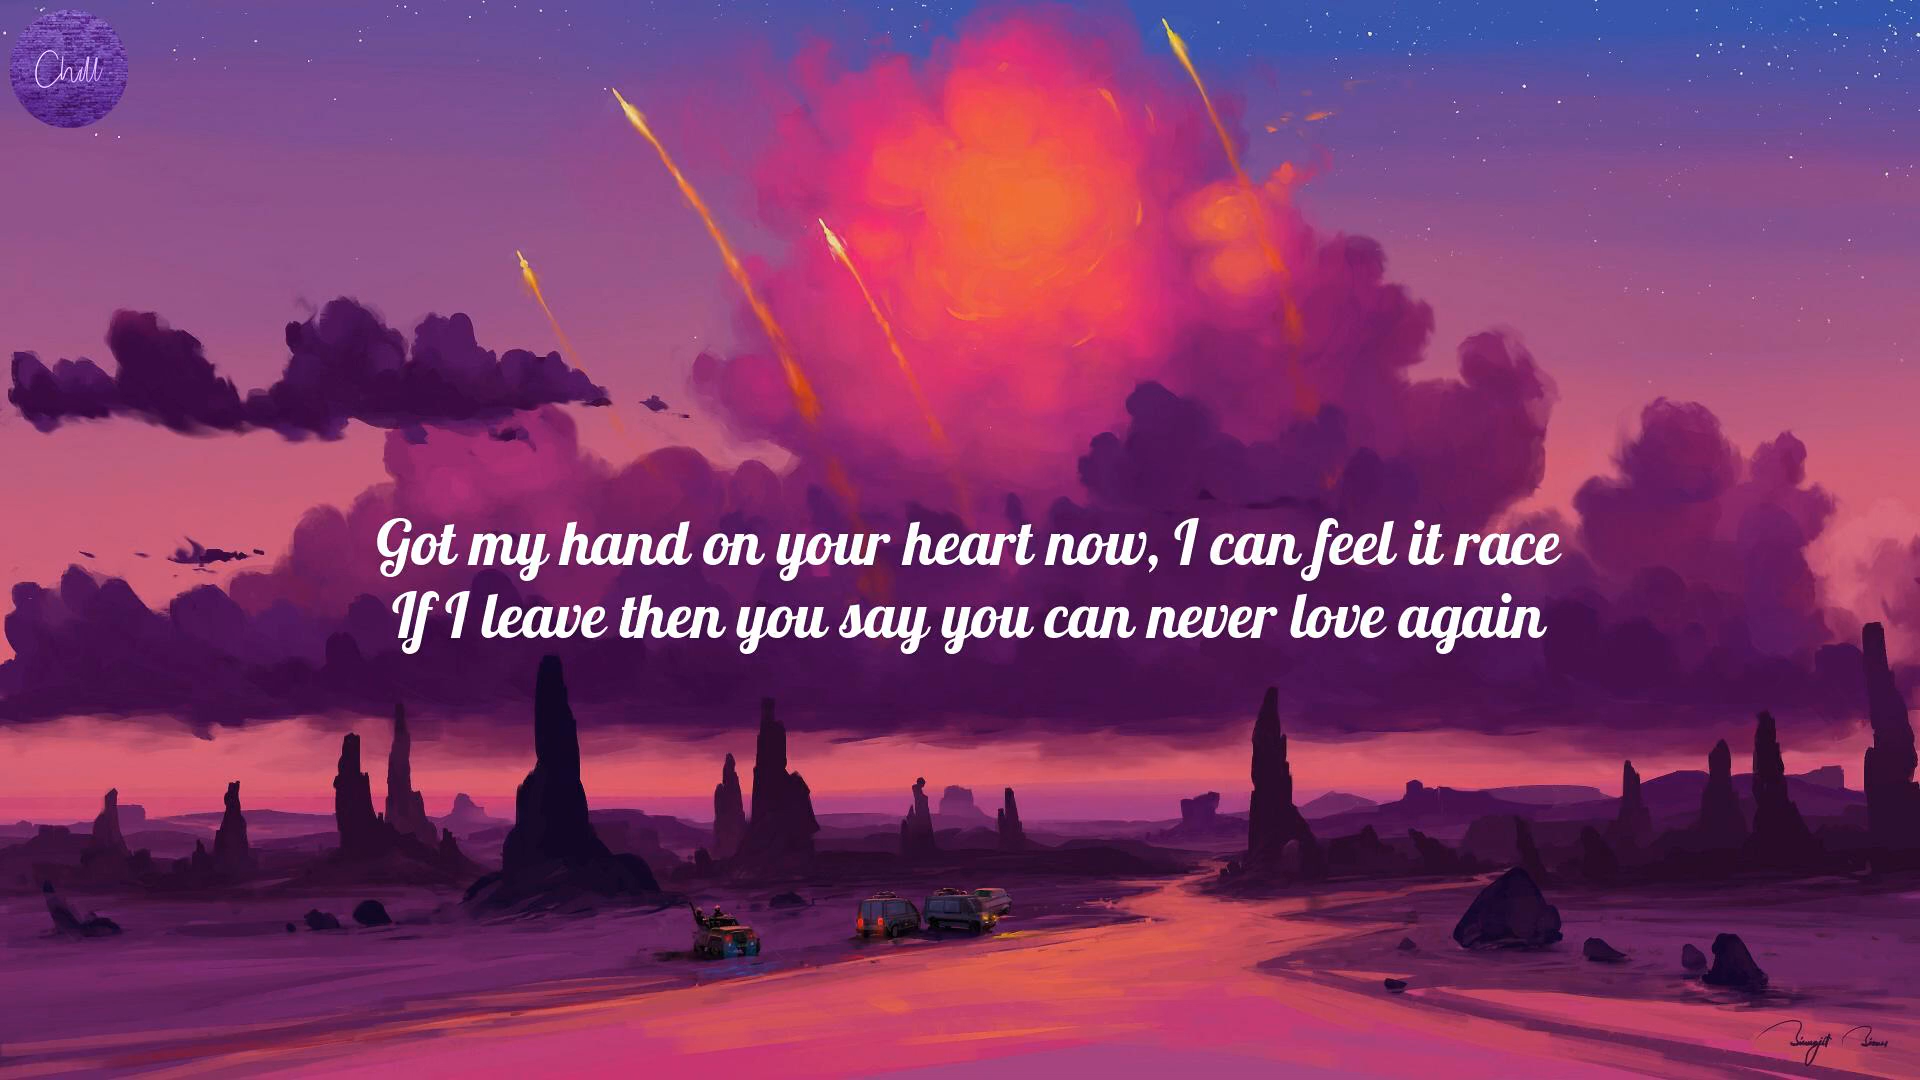 Chill
Got my hand on your heart now, I can feel it race
If I leave then you say you can never love again